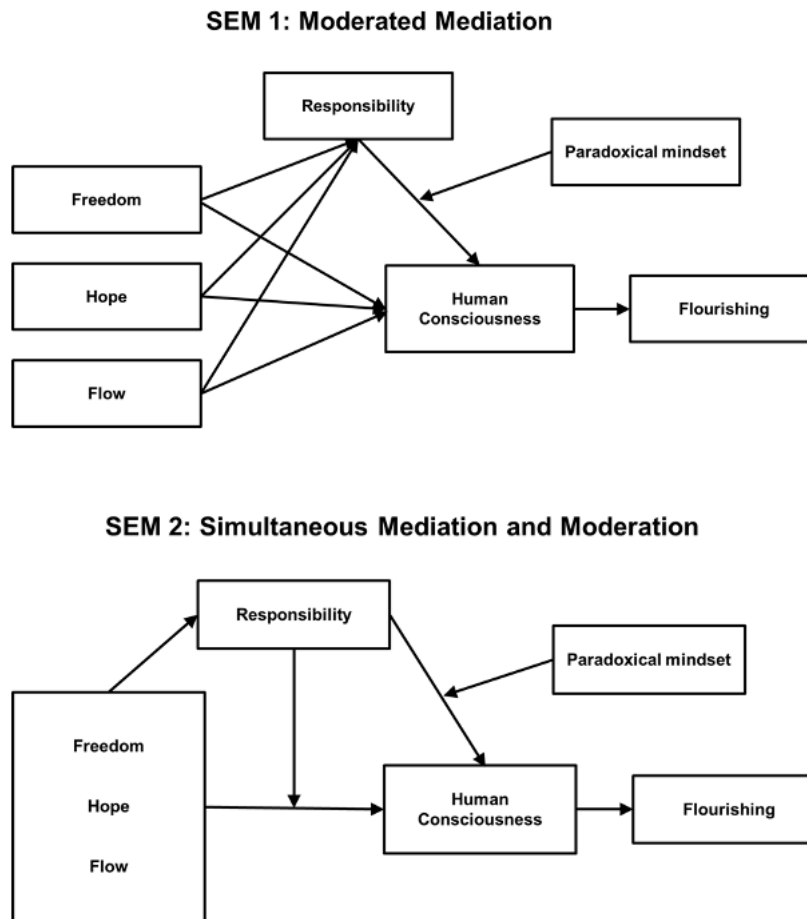 SEM 1: Moderated Mediation
Responsibility
Paradoxical mindset
Freedom
Hope
Human
Consciousness
Flourishing
Flow
SEM 2: Simultaneous Mediation and Moderation
Responsibility
Paradoxical mindset
Freedom
Hope
Human
Consciousness
Flourishing
Flow